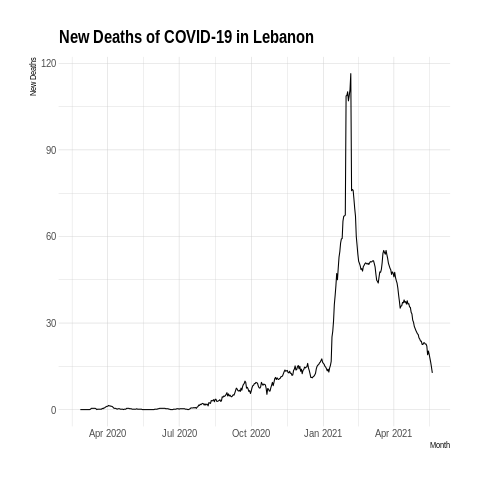 New Deaths of COVID-19 in Lebanon
New Deaths
120
90
60
30
0
Apr 2020 Jul 2020 Oct 2020 Jan 2021 Apr 2021
Month